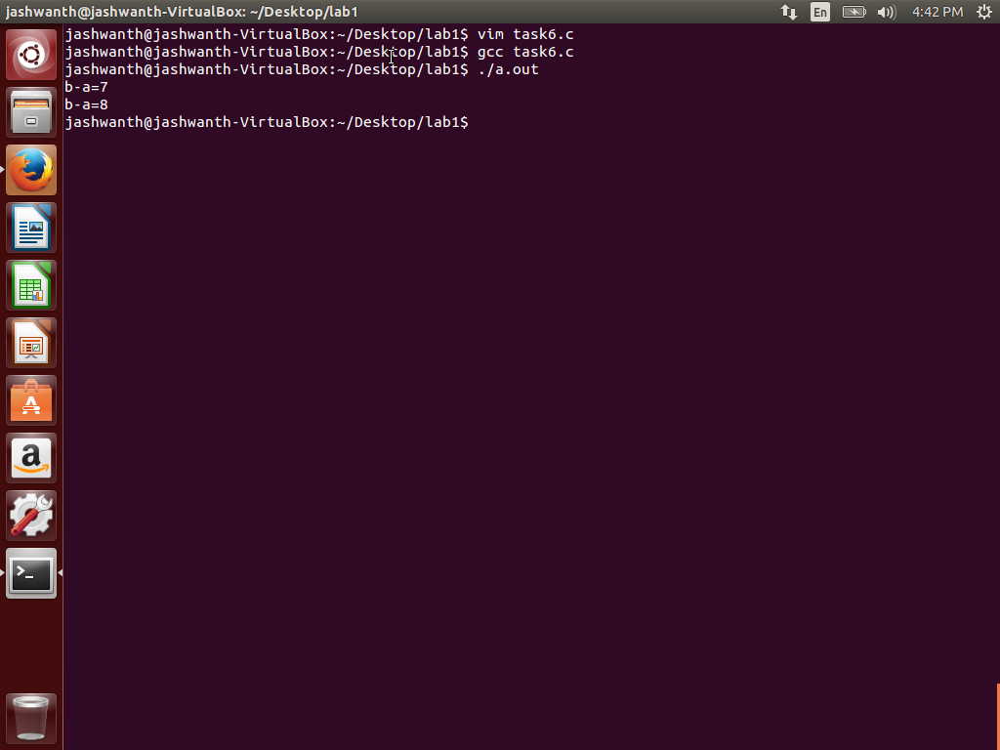 jashwanth@jashwanth-VirtualBox: ~/Desktop/lab1
En
4:42 PM
jashwanth@jashwanth-VirtualBox:~/Desktop/lab1$ vim task6.c
jashwanth@jashwanth-VirtualBox:~/Desktop/lab1$ gcc task6.c
jashwanth@jashwanth-VirtualBox:~/Desktop/lab1$ ./a.out
b-a=7
b-a=8
jashwanth@jashwanth-VirtualBox:~/Desktop/lab1$